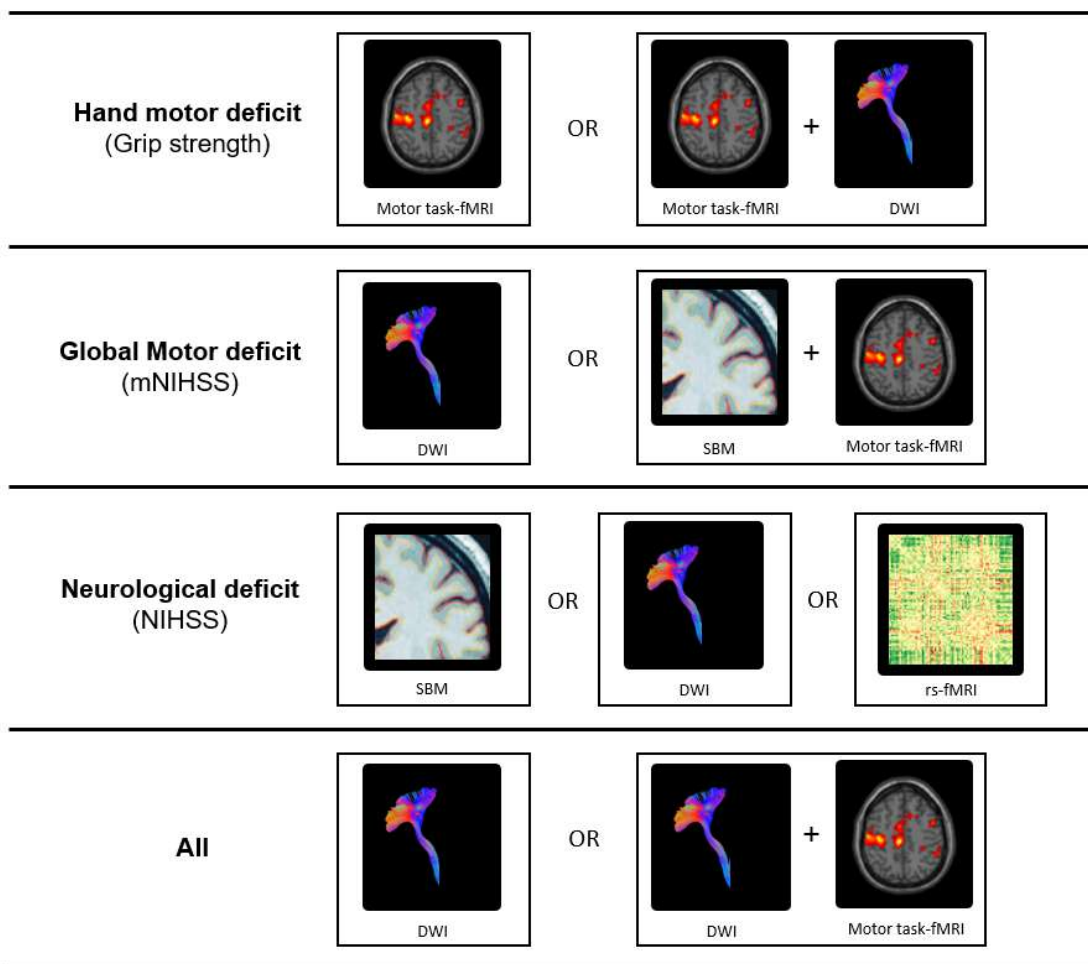 Hand motor deficit
(Grip strength)
Motor task-fMRI
OR
Motor task-fMRI
+
DWI
Global Motor deficit
(mNIHSS)
DWI
OR
SBM
+
Motor task-fMRI
Neurological deficit
(NIHSS)
SBM
OR
DWI
OR
rs-fMRI
All
DWI
OR
DWI
+
Motor task-fMRI